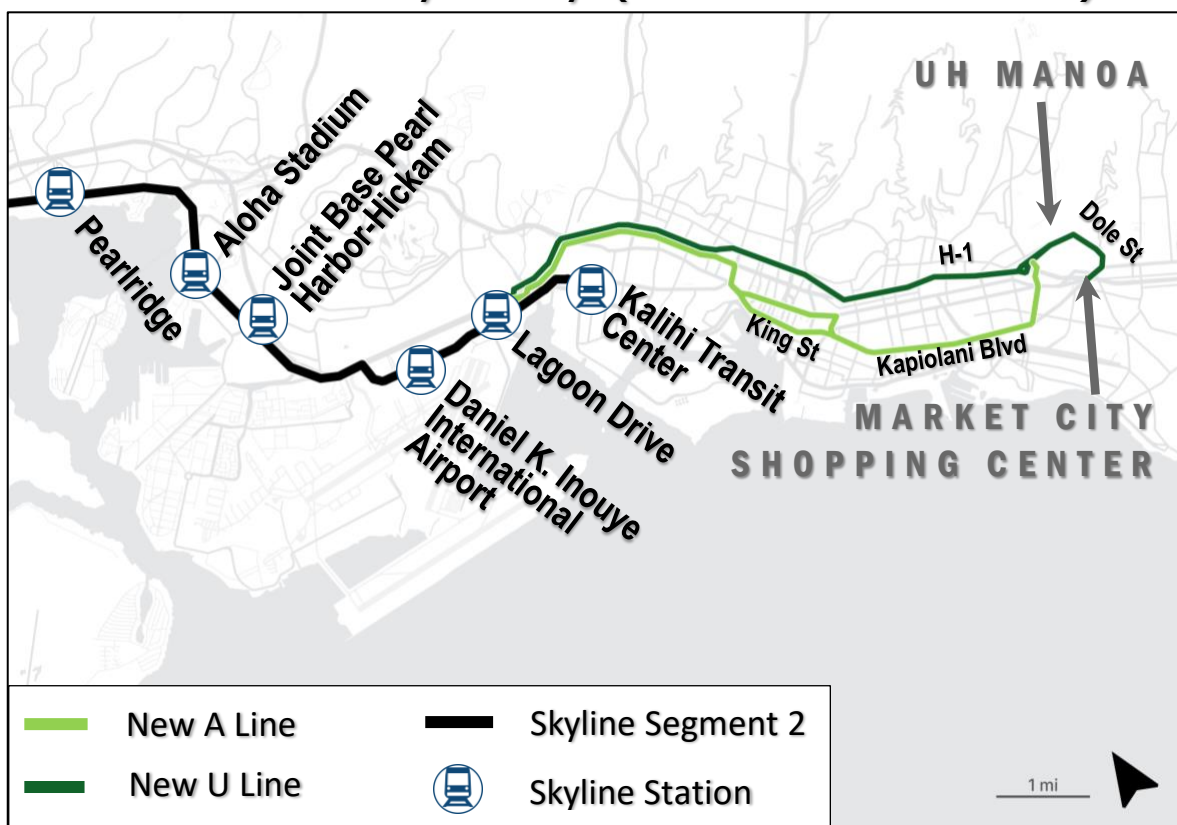 UH MANOA
Aloha Stadium
Joint Base Pearl
Harbor-Hickam
Pearlridge
Dole St
H-1
Kalihi Transit
Center
King St
Kapiolani Blvd
Lagoon Drive
Daniel K. Inouye
International
Airport
MARKET CITY
SHOPPING CENTER
New A Line
Skyline Segment 2
New U Line
Skyline Station
1 mi